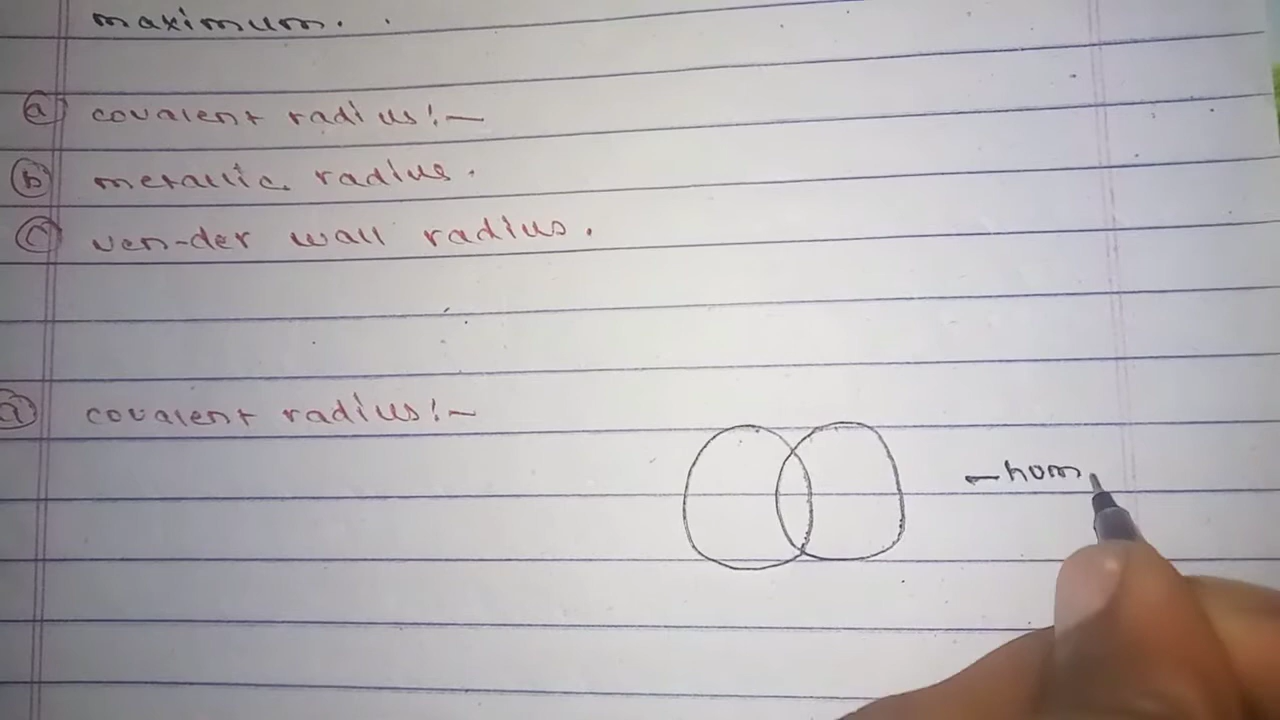 maximum.
ⓐ covalent radius:-
ⓑ metallic radius.
ⓒ ven-der wall radius.
ⓐ covalent radius:-
- hom